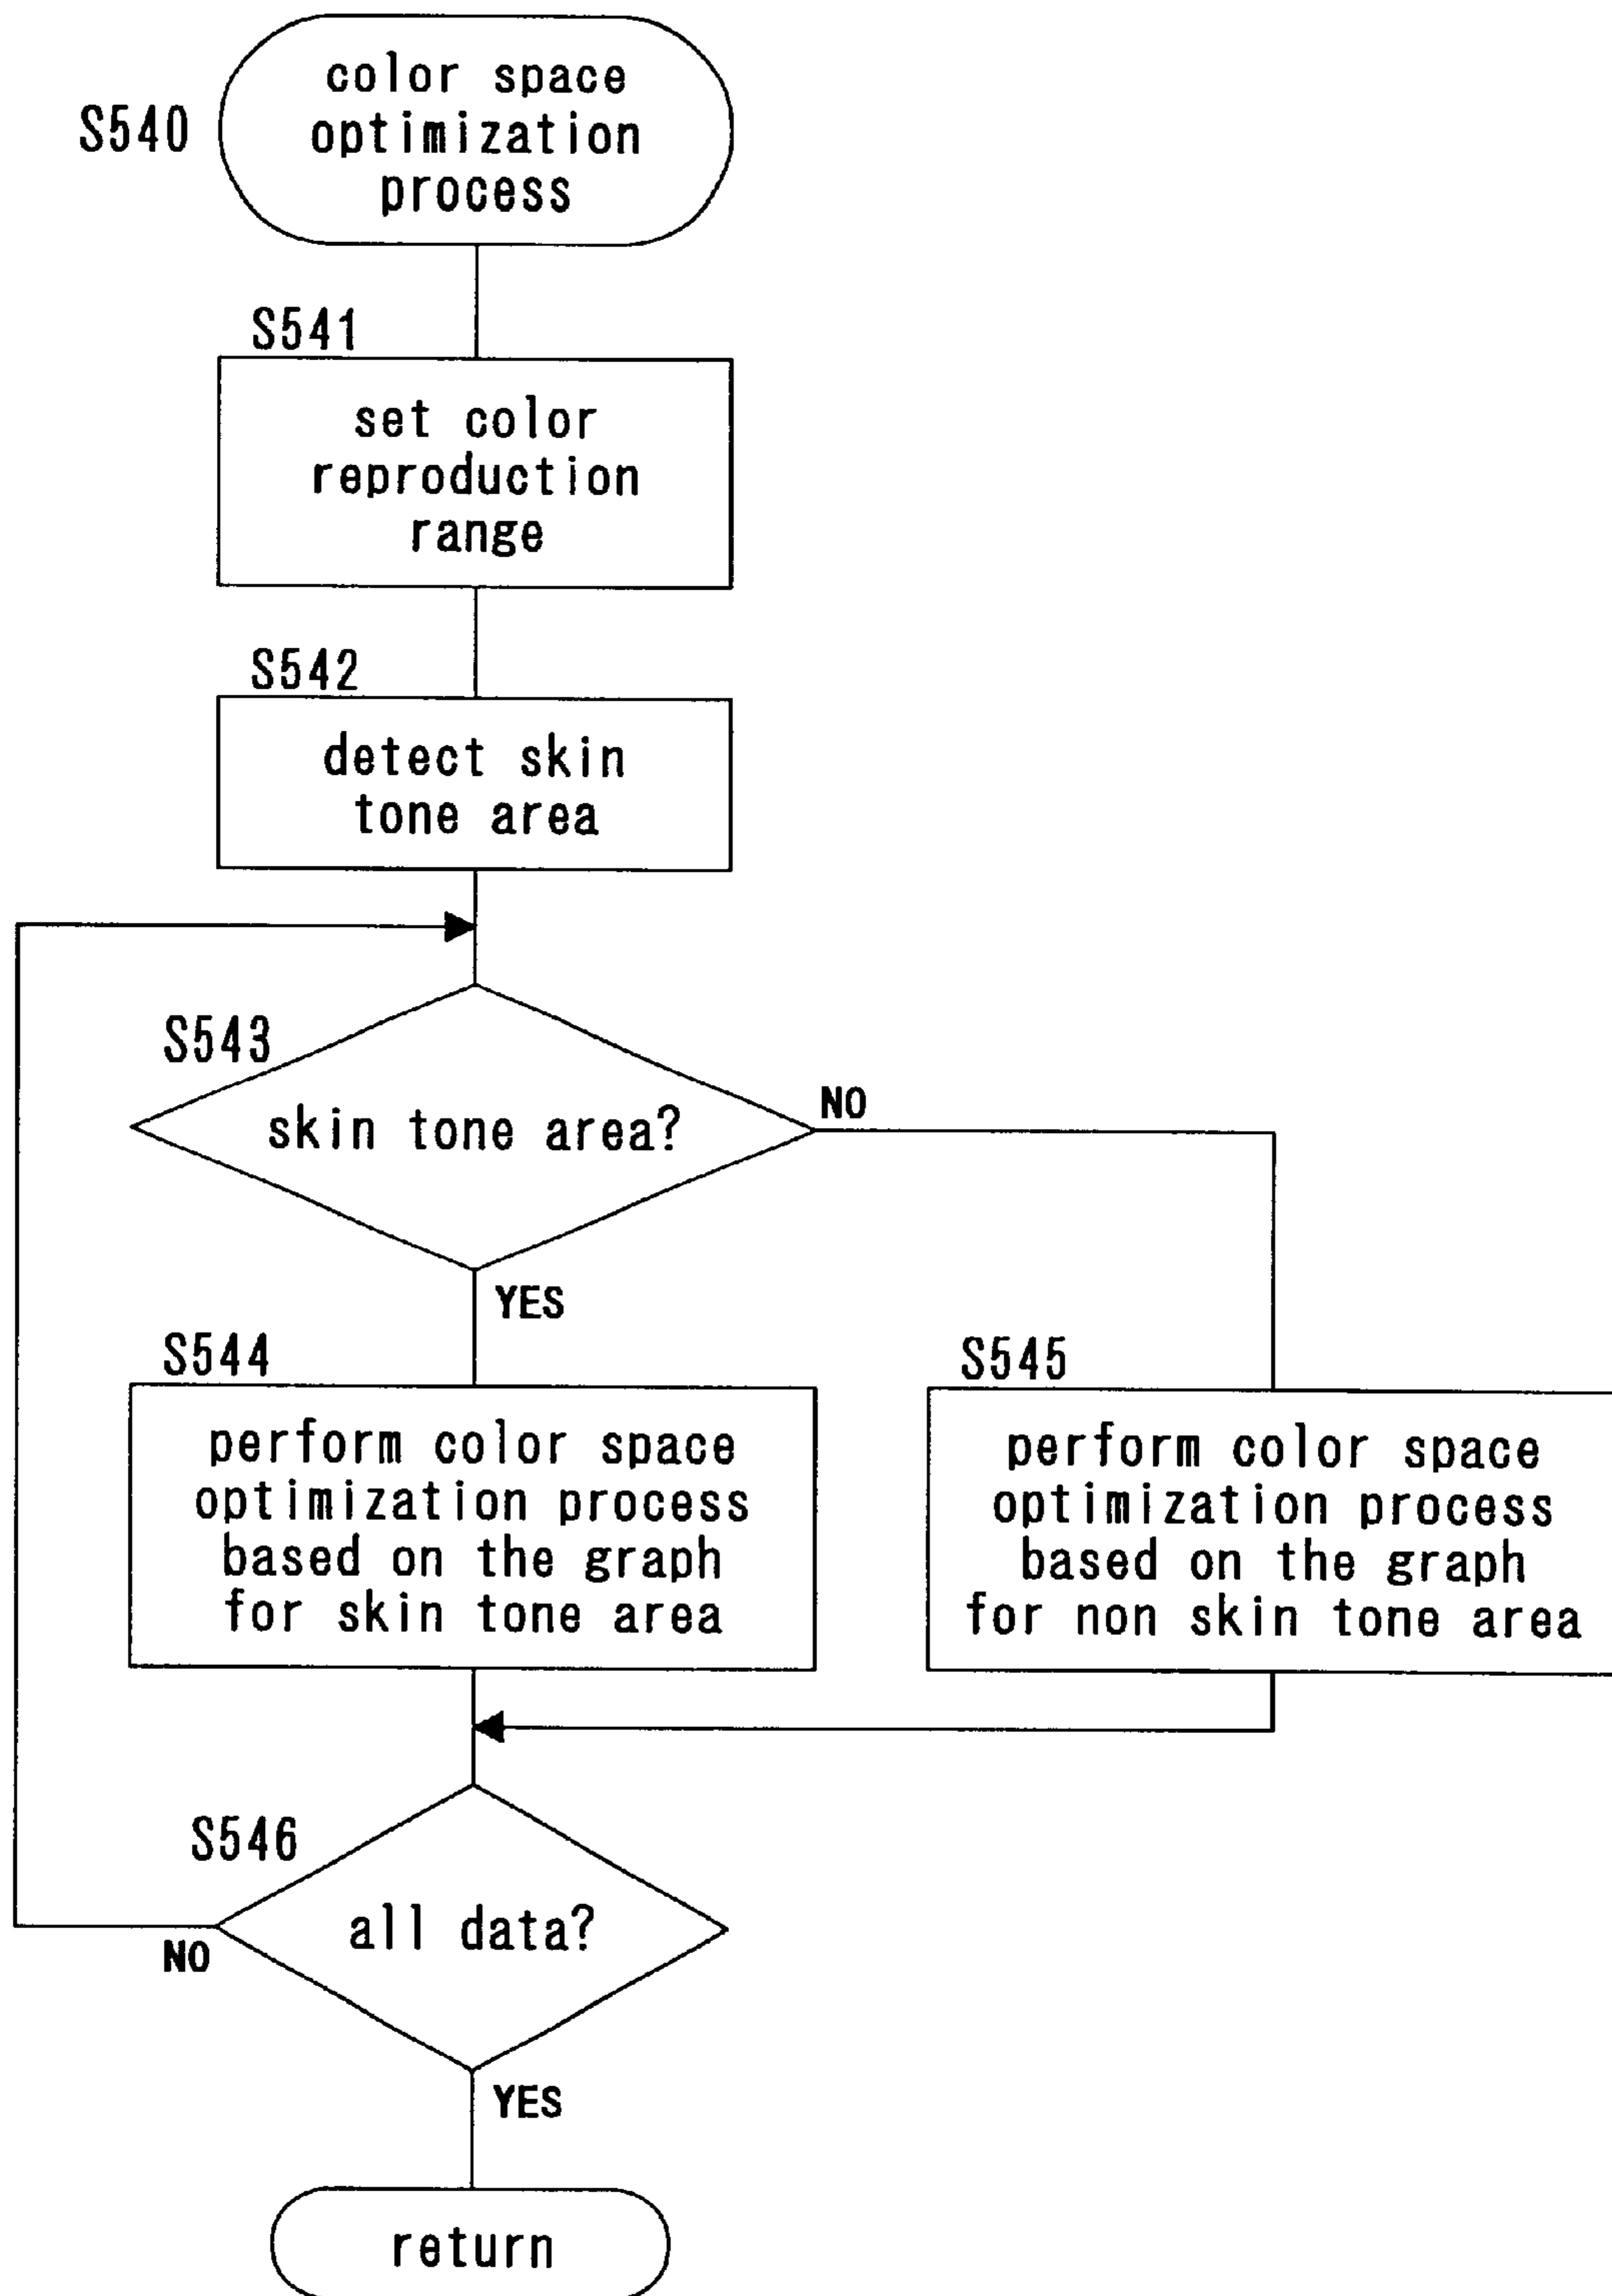 S540
color space
optimization
process
S541
set color
reproduction
range
S542
detect skin
tone area
S543
skin tone area?
NO
YES
S544
perform color space
optimization process
based on the graph
for skin tone area
S545
perform color space
optimization process
based on the graph
for non skin tone area
S546
all data?
NO
YES
return